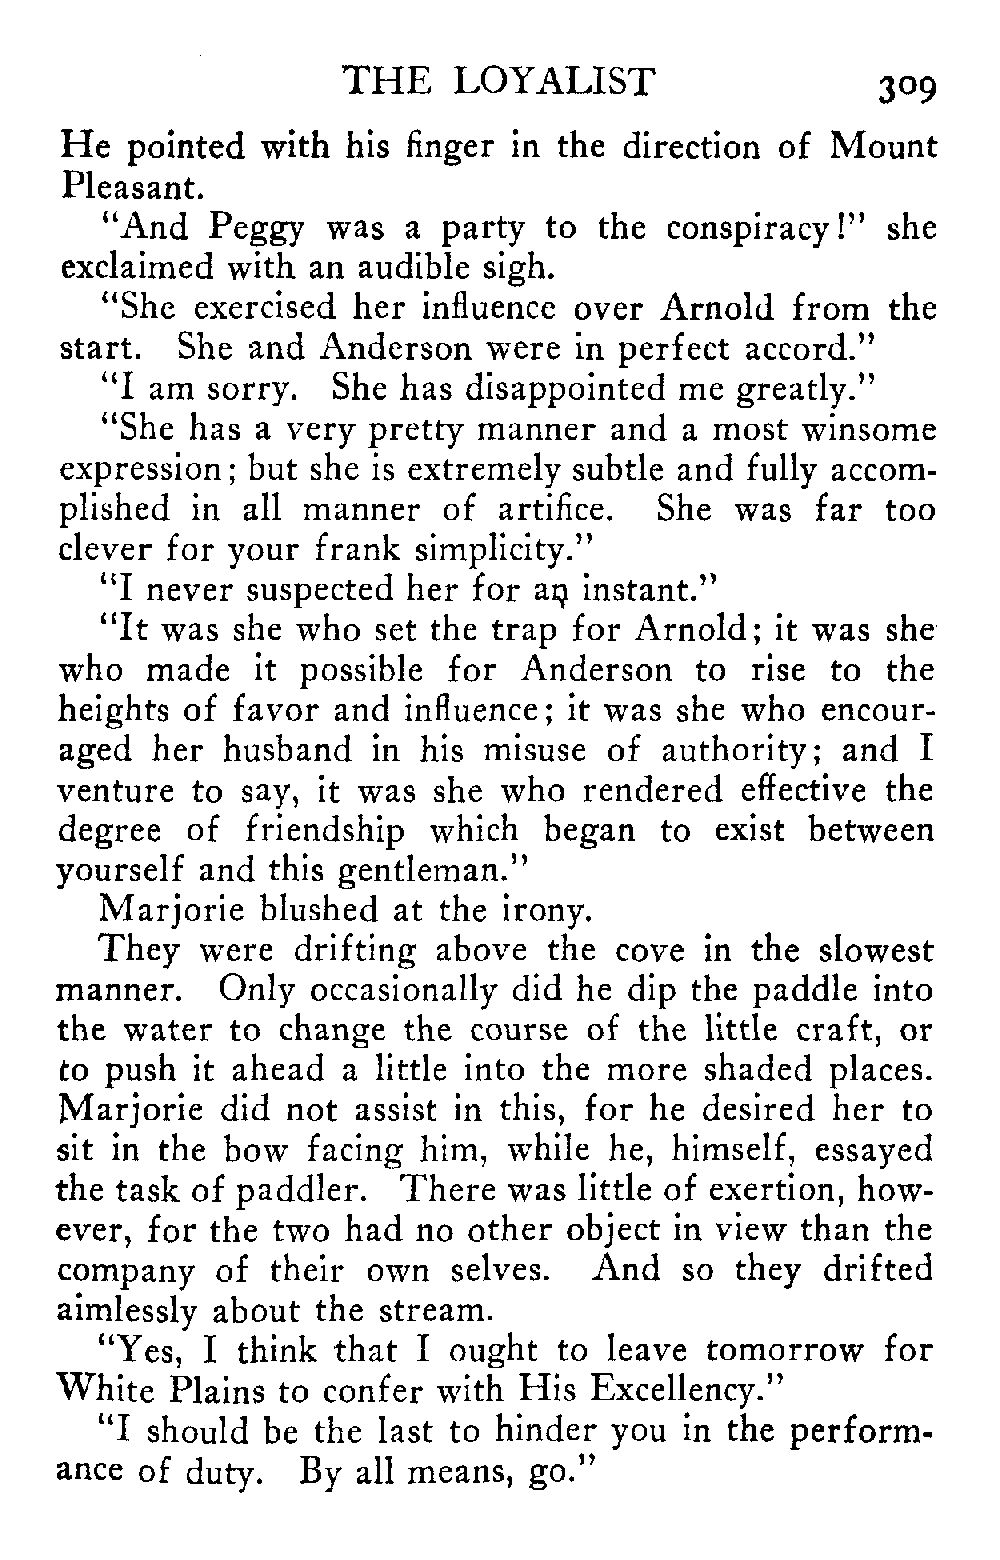 THE LOYALIST 309
He pointed with his finger in the direction of Mount
Pleasant.
"And Peggy was a party to the conspiracy!" she
exclaimed with an audible sigh.
"She exercised her influence over Arnold from the
start. She and Anderson were in perfect accord."
"I am sorry. She has disappointed me greatly."
"She has a very pretty manner and a most winsome
expression; but she is extremely subtle and fully accom-
plished in all manner of artifice. She was far too
clever for your frank simplicity."
"I never suspected her for an instant."
"It was she who set the trap for Arnold; it was she
who made it possible for Anderson to rise to the
heights of favor and influence; it was she who encour-
aged her husband in his misuse of authority; and I
venture to say, it was she who rendered effective the
degree of friendship which began to exist between
yourself and this gentleman."
Marjorie blushed at the irony.
They were drifting above the cove in the slowest
manner. Only occasionally did he dip the paddle into
the water to change the course of the little craft, or
to push it ahead a little into the more shaded places.
Marjorie did not assist in this, for he desired her to
sit in the bow facing him, while he, himself, essayed
the task of paddler. There was little of exertion, how-
ever, for the two had no other object in view than the
company of their own selves. And so they drifted
aimlessly about the stream.
"Yes, I think that I ought to leave tomorrow for
White Plains to confer with His Excellency."
"I should be the last to hinder you in the perform-
ance of duty. By all means, go."